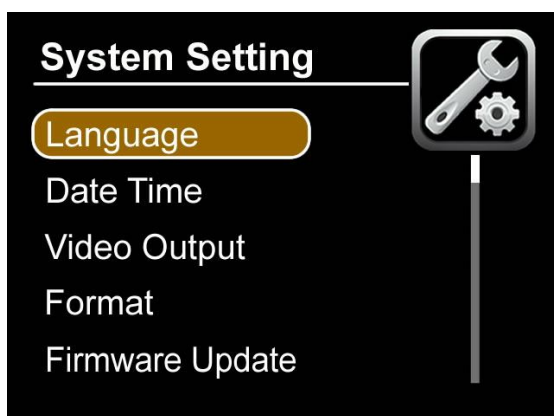 System Setting
Language
Date Time
Video Output
Format
Firmware Update